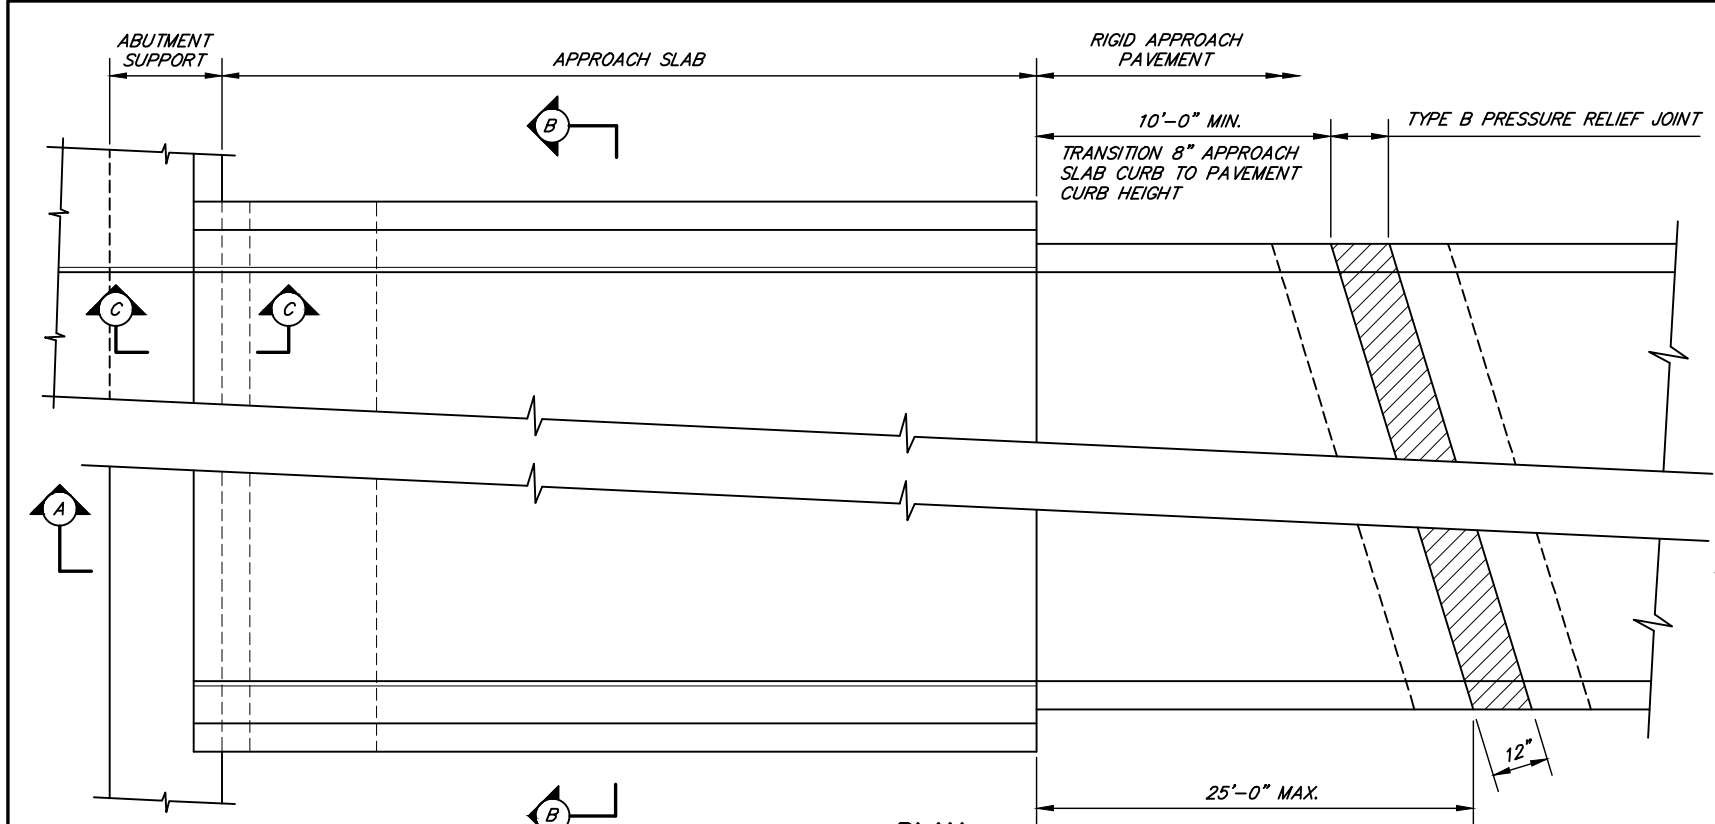 ABUTMENT
SUPPORT
APPROACH SLAB
RIGID APPROACH
PAVEMENT
B
10'-0" MIN.
TYPE B PRESSURE RELIEF JOINT
TRANSITION 8" APPROACH
SLAB CURB TO PAVEMENT
CURB HEIGHT
C
C
A
12"
25'-0" MAX.
B
PLAN